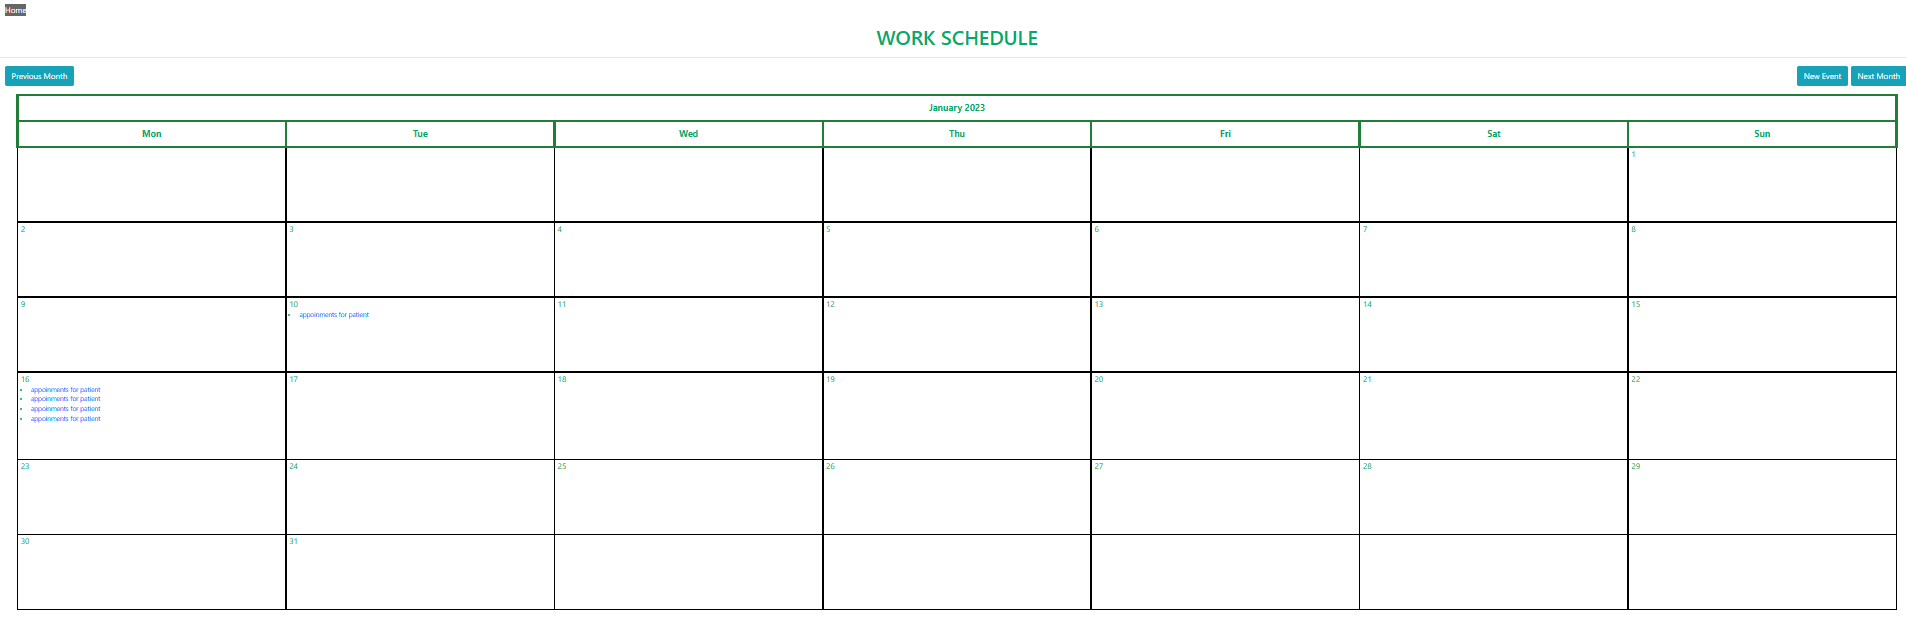 Home
WORK SCHEDULE
Previous Month
New Event
Next Month
January 2023
Mon Tue Wed Thu Fri Sat Sun
1
2 3 4 5 6 7 8
9 10 11 12 13 14 15
appoinments for patient
16 17 18 19 20 21 22
appoinments for patient
appoinments for patient
appoinments for patient
appoinments for patient
23 24 25 26 27 28 29
30 31